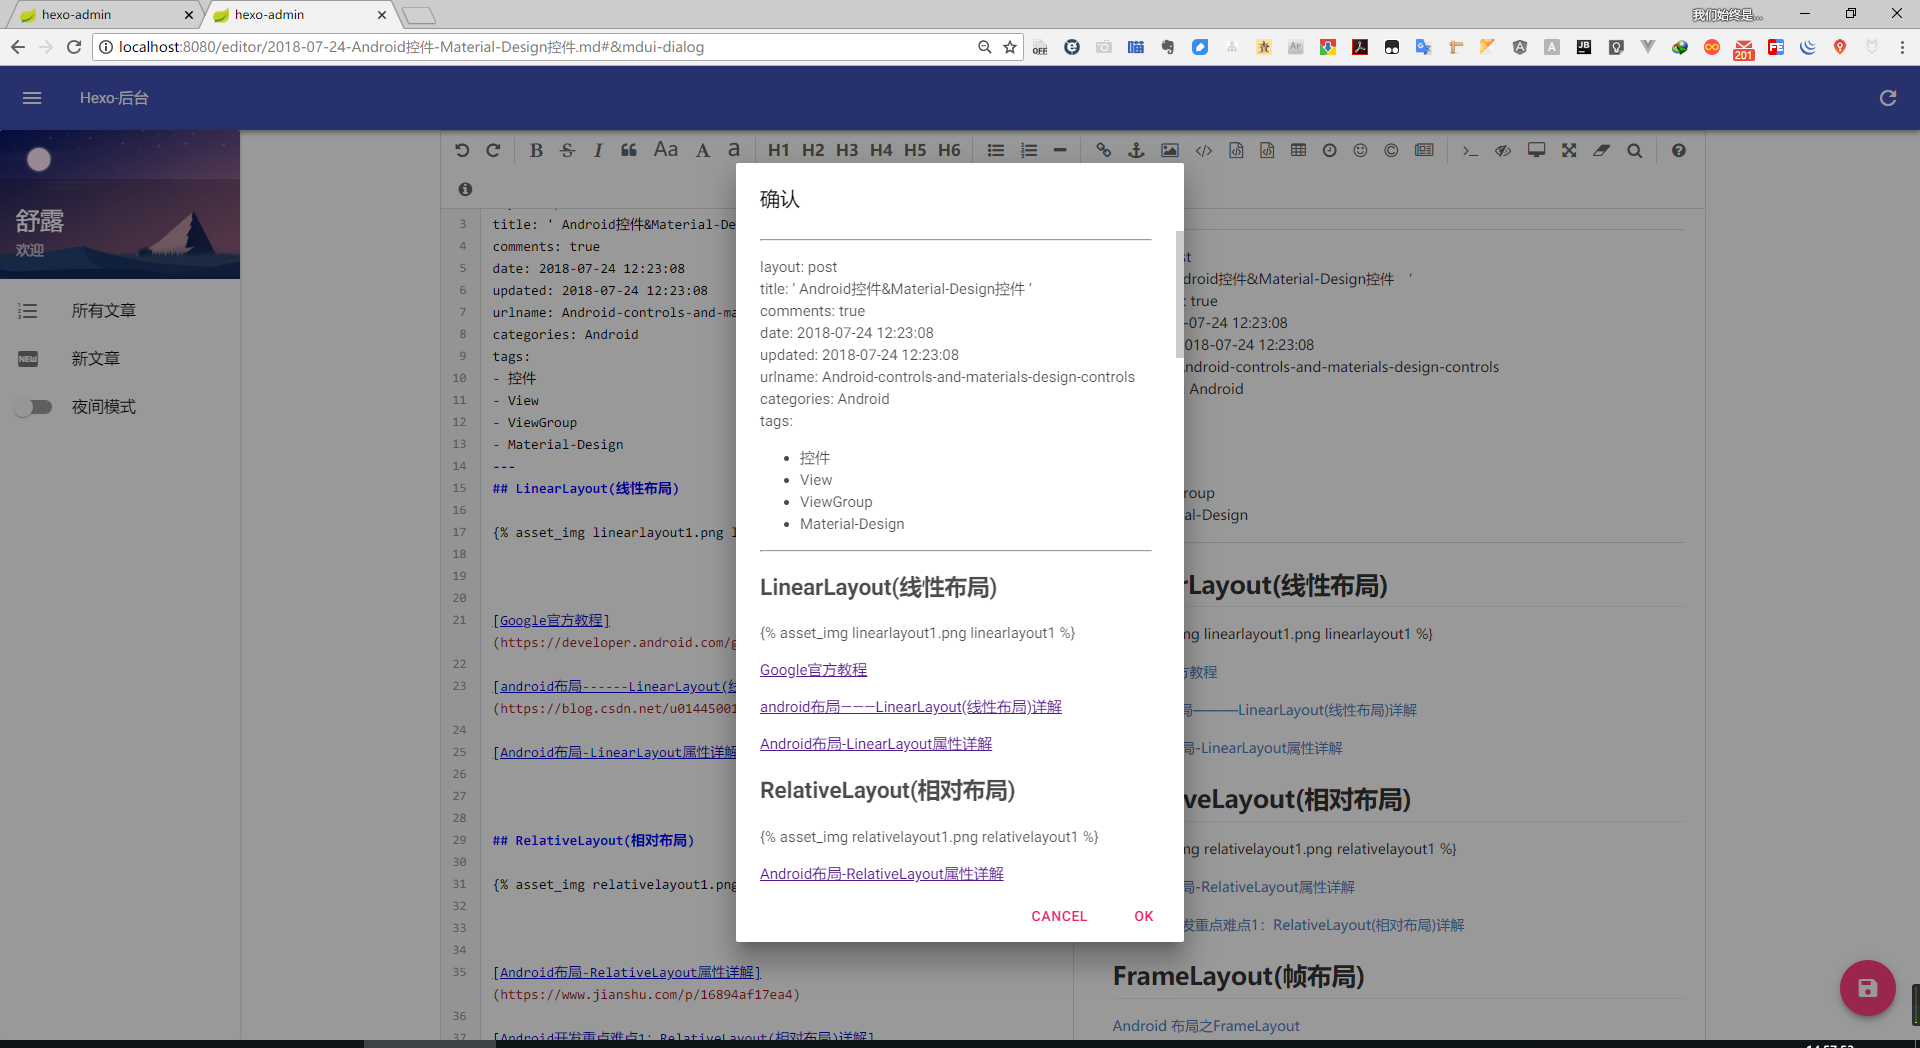 hexo-admin
hexo-admin
我们始终是...
localhost:8080/editor/2018-07-24-Android控件-Material-Design控件.md#&mdui-dialog
OFF
Ap
JB
201
FE
Hexo-后台
B S I Aa A a H1 H2 H3 H4 H5 H6
舒露
欢迎
所有文章
NEW
新文章
夜间模式
3 title: ' Android控件&Material-De
4 comments: true
5 date: 2018-07-24 12:23:08
6 updated: 2018-07-24 12:23:08
7 urlname: Android-controls-and-ma
8 categories: Android
9 tags:
10 - 控件
11 - View
12 - ViewGroup
13 - Material-Design
14 ---
15 ## LinearLayout(线性布局)
16
17 {% asset_img linearlayout1.png l
18
19
20
21 [Google官方教程]
(https://developer.android.com/g
22
23 [android布局------LinearLayout(线
(https://blog.csdn.net/u01445001
24
25 [Android布局-LinearLayout属性详解
26
27
28
29 ## RelativeLayout(相对布局)
30
31 {% asset_img relativelayout1.png
32
33
34
35 [Android布局-RelativeLayout属性详解]
(https://www.jianshu.com/p/16894af17ea4)
36
37 [Android开发重点难点1：RelativeLayout(相对布局)详解]
确认
layout: post
title: ‘ Android控件&Material-Design控件 ‘
comments: true
date: 2018-07-24 12:23:08
updated: 2018-07-24 12:23:08
urlname: Android-controls-and-materials-design-controls
categories: Android
tags:
控件
View
ViewGroup
Material-Design
LinearLayout(线性布局)
{% asset_img linearlayout1.png linearlayout1 %}
Google官方教程
android布局———LinearLayout(线性布局)详解
Android布局-LinearLayout属性详解
RelativeLayout(相对布局)
{% asset_img relativelayout1.png relativelayout1 %}
Android布局-RelativeLayout属性详解
CANCEL OK
st
droid控件&Material-Design控件 ‘
: true
-07-24 12:23:08
018-07-24 12:23:08
ndroid-controls-and-materials-design-controls
: Android
roup
al-Design
rLayout(线性布局)
ng linearlayout1.png linearlayout1 %}
方教程
局———LinearLayout(线性布局)详解
局-LinearLayout属性详解
veLayout(相对布局)
ng relativelayout1.png relativelayout1 %}
局-RelativeLayout属性详解
发重点难点1：RelativeLayout(相对布局)详解
FrameLayout(帧布局)
Android 布局之FrameLayout